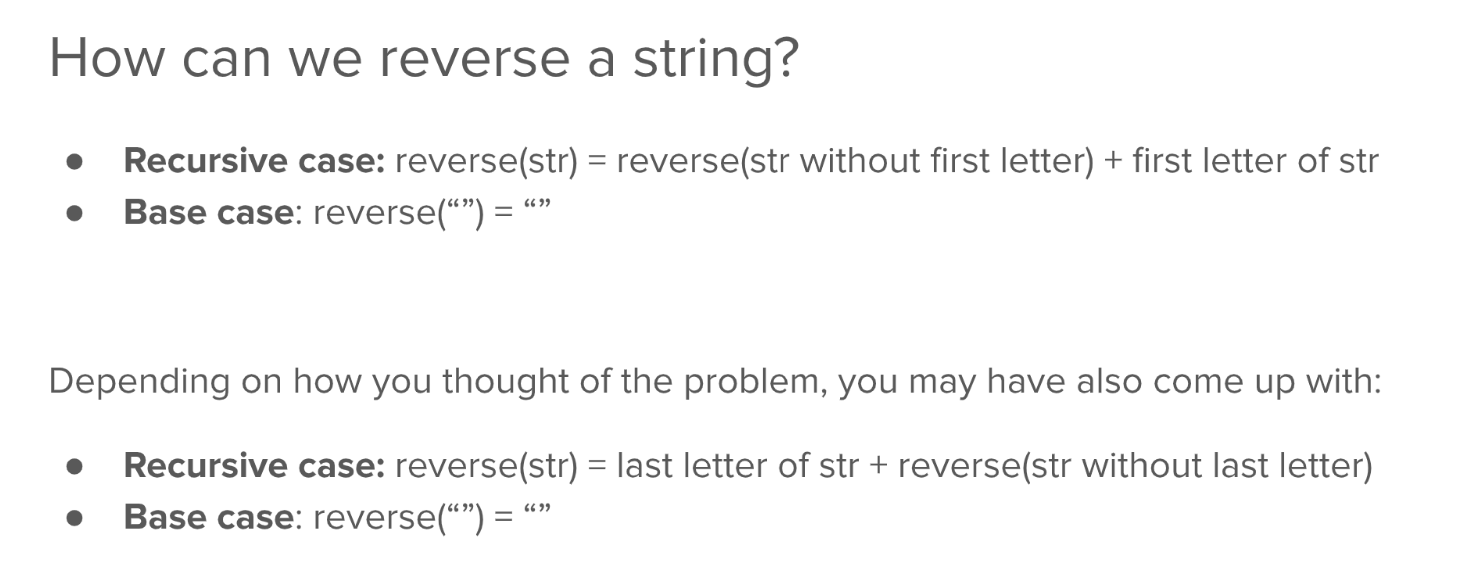 How can we reverse a string?
● Recursive case: reverse(str) = reverse(str without first letter) + first letter of str
● Base case: reverse(“”) = “”
Depending on how you thought of the problem, you may have also come up with:
● Recursive case: reverse(str) = last letter of str + reverse(str without last letter)
● Base case: reverse(“”) = “”